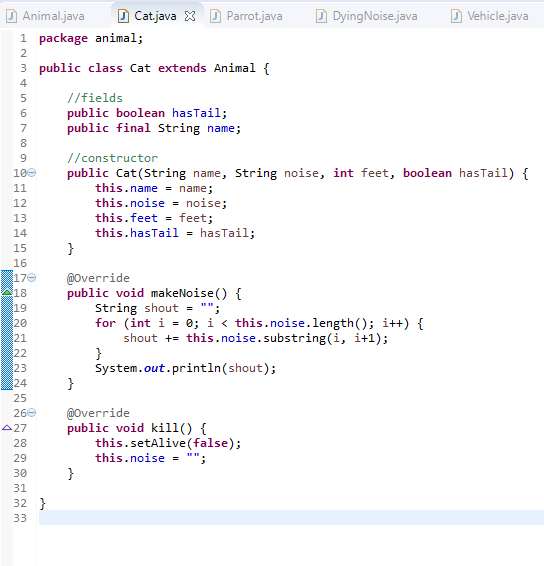 Animal.java Cat.java Parrot.java DyingNoise.java Vehicle.java
1 package animal;
2
3 public class Cat extends Animal {
4
5     //fields
6     public boolean hasTail;
7     public final String name;
8
9     //constructor
10     public Cat(String name, String noise, int feet, boolean hasTail) {
11         this.name = name;
12         this.noise = noise;
13         this.feet = feet;
14         this.hasTail = hasTail;
15     }
16
17     @Override
18     public void makeNoise() {
19         String shout = "";
20         for (int i = 0; i < this.noise.length(); i++) {
21             shout += this.noise.substring(i, i+1);
22         }
23         System.out.println(shout);
24     }
25
26     @Override
27     public void kill() {
28         this.setAlive(false);
29         this.noise = "";
30     }
31
32 }
33